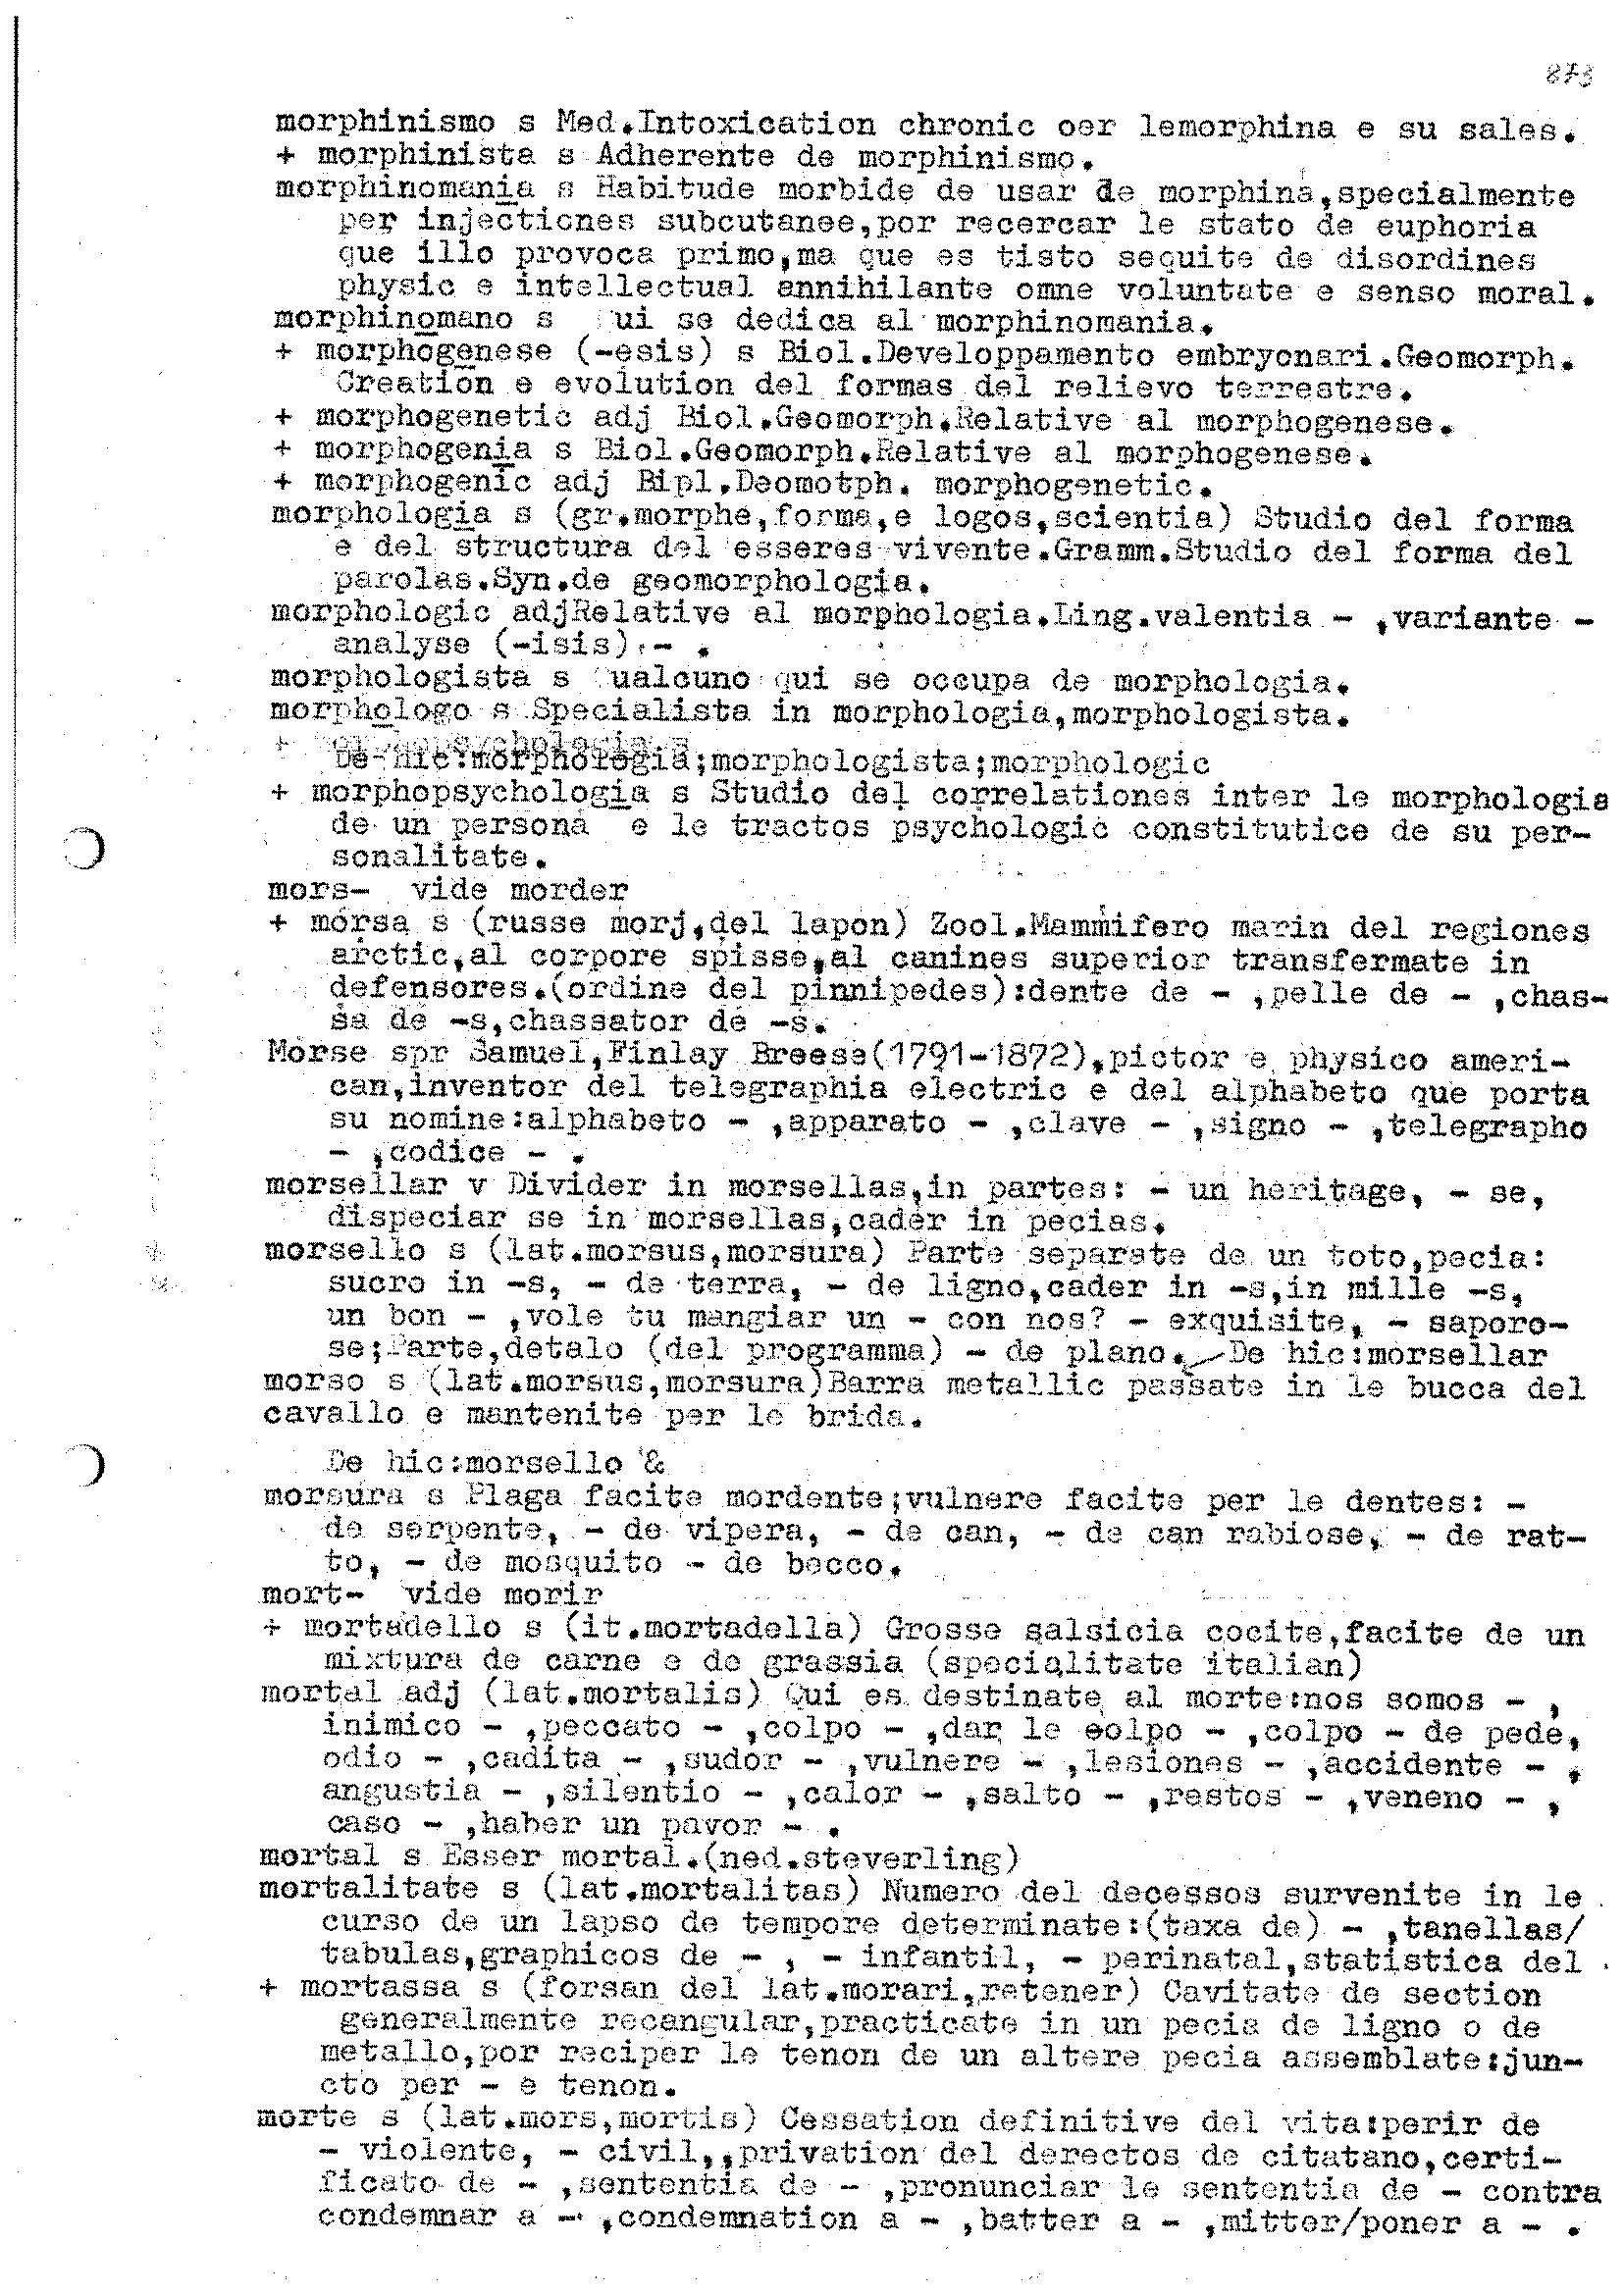 873
morphinismo s Med.Intoxication chronic oer lemorphina e su sales.
+ morphinista s Adherente de morphinismo.
morphinomania s Habitude morbide de usar de morphina,specialmente
per injectiones subcutanee,por recercar le stato de euphoria
que illo provoca primo,ma que es tisto sequite de disordines
physic e intellectual annihilante omne voluntate e senso moral.
morphinomano s ui se dedica al morphinomania.
+ morphogenese (-esis) s Biol.Developpamento embryonari.Geomorph.
Creation e evolution del formas del relievo terrestre.
+ morphogenetic adj Biol.Geomorph.Relative al morphogenese.
+ morphogenia s Biol.Geomorph.Relative al morphogenese.
+ morphogenic adj Bipl.Deomotph. morphogenetic.
morphologia s (gr.morphe,forma,e logos,scientia) Studio del forma
e del structura del esseres vivente.Gramm.Studio del forma del
parolas.Syn.de geomorphologia.
morphologic adjRelative al morphologia.Ling.valentia - ,variante -
analyse (-isis) - .
morphologista s ualcuno qui se occupa de morphologia.
morphologo s Specialista in morphologia,morphologista.
+ morphopsychologia s
De hic:morphologia;morphologista;morphologic
+ morphopsychologia s Studio del correlationes inter le morphologia
de un persona e le tractos psychologic constitutice de su per-
sonalitate.
mors- vide morder
+ morsa s (russe morj,del lapon) Zool.Mammifero marin del regiones
arctic,al corpore spisse,al canines superior transfermate in
defensores.(ordine del pinnipedes):dente de - ,pelle de - ,chas-
sa de -s,chassator de -s.
Morse spr Samuel,Finlay Breese(1791-1872),pictor e physico ameri-
can,inventor del telegraphia electric e del alphabeto que porta
su nomine:alphabeto - ,apparato - ,clave - ,signo - ,telegrapho
- ,codice - .
morsellar v Divider in morsellas,in partes: - un heritage, - se,
dispeciar se in morsellas,cader in pecias.
morsello s (lat.morsus,morsura) Parte separate de un toto,pecia:
sucro in -s, - de terra, - de ligno,cader in -s,in mille -s,
un bon - ,vole tu mangiar un - con nos? - exquisite, - saporo-
se;Parte,detalo (del programma) - de plano. De hic:morsellar
morso s (lat.morsus,morsura)Barra metallic passate in le bucca del
cavallo e mantenite per le brida.
De hic:morsello &
morsura s Plaga facite mordente;vulnere facite per le dentes: -
de serpente, - de vipera, - de can, - de can rabiose, - de rat-
to, - de mosquito - de becco.
mort- vide morir
+ mortadello s (it.mortadella) Grosse salsicia cocite,facite de un
mixtura de carne e de grassia (specialitate italian)
mortal adj (lat.mortalis) Qui es destinate al morte:nos somos - ,
inimico - ,peccato - ,colpo - ,dar le colpo - ,colpo - de pede,
odio - ,cadita - ,sudor - ,vulnere - ,lesiones - ,accidente - ,
angustia - ,silentio - ,calor - ,salto - ,restos - ,veneno - ,
caso - ,haber un pavor - .
mortal s Esser mortal.(ned.steverling)
mortalitate s (lat.mortalitas) Numero del decessos survenite in le
curso de un lapso de tempore determinate:(taxa de) - ,tanellas/
tabulas,graphicos de - , - infantil, - perinatal,statistica del
+ mortassa s (forsan del lat.morari,retener) Cavitate de section
generalmente recangular,practicate in un pecia de ligno o de
metallo,por reciper le tenon de un altere pecia assemblate:jun-
cto per - e tenon.
morte s (lat.mors,mortis) Cessation definitive del vita:perir de
- violente, - civil,,privation del derectos de citatano,certi-
ficato de - ,sententia de - ,pronunciar le sententia de - contra
condemnar a - ,condemnation a - ,batter a - ,mitter/poner a - .